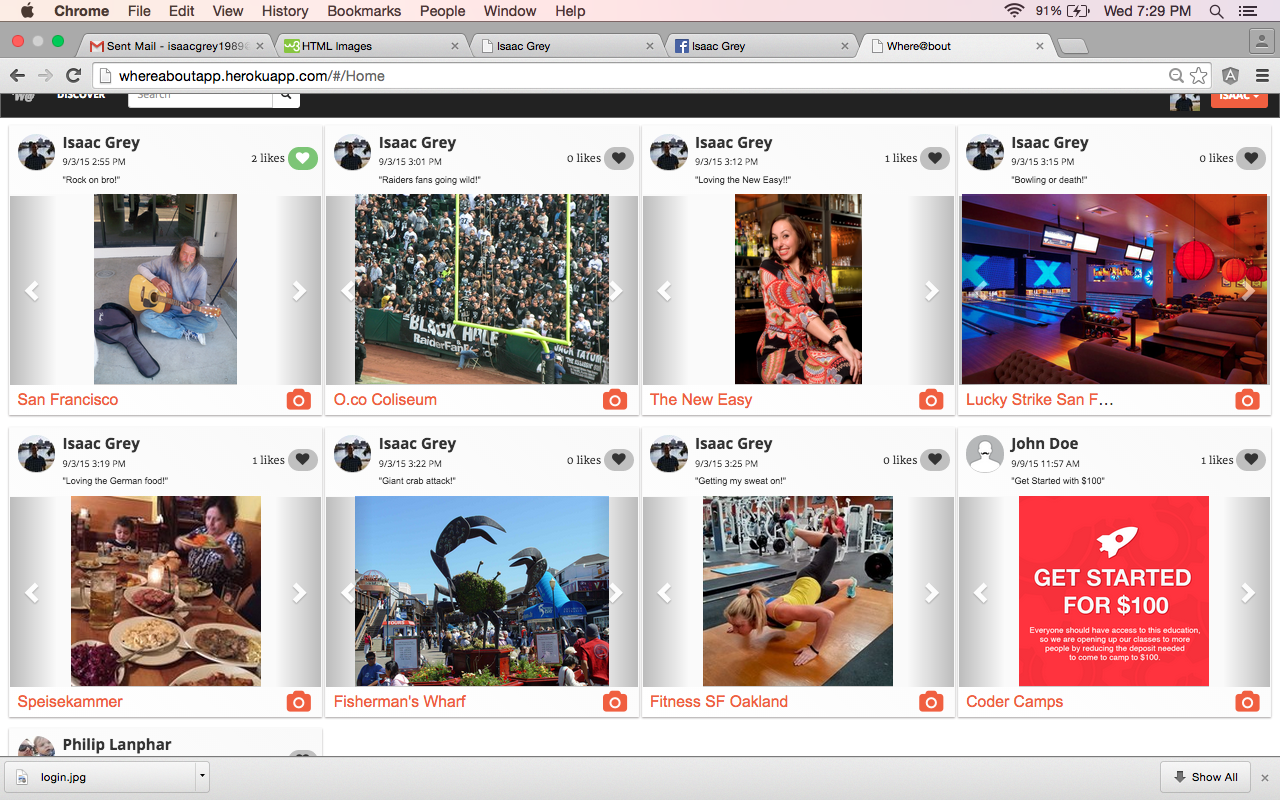 Chrome File Edit View History Bookmarks People Window Help 91% Wed 7:29 PM
Sent Mail - isaacgrey1989 HTML Images Isaac Grey Isaac Grey Where@bout
whereaboutapp.herokuapp.com/#/Home
DISCOVER Search ISAAC
Isaac Grey
9/3/15 2:55 PM
2 likes
"Rock on bro!"
San Francisco
Isaac Grey
9/3/15 3:01 PM
0 likes
"Raiders fans going wild!"
BLACK HOLE
RaiderFan
JACK TATUM
O.co Coliseum
Isaac Grey
9/3/15 3:12 PM
1 likes
"Loving the New Easy!!"
The New Easy
Isaac Grey
9/3/15 3:15 PM
0 likes
"Bowling or death!"
Lucky Strike San F...
Isaac Grey
9/3/15 3:19 PM
1 likes
"Loving the German food!"
Speisekammer
Isaac Grey
9/3/15 3:22 PM
0 likes
"Giant crab attack!"
Fisherman's Wharf
Isaac Grey
9/3/15 3:25 PM
0 likes
"Getting my sweat on!"
Fitness SF Oakland
John Doe
9/9/15 11:57 AM
1 likes
"Get Started with $100"
GET STARTED
FOR $100
Everyone should have access to this education,
so we are opening up our classes to more
people by reducing the deposit needed
to come to camp to $100.
Coder Camps
Philip Lanphar
login.jpg Show All